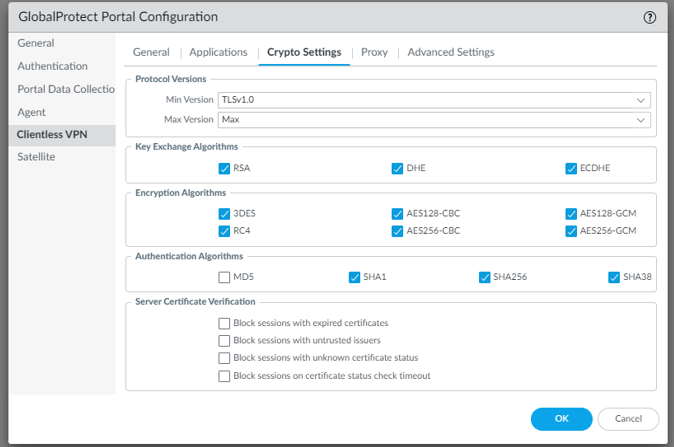 GlobalProtect Portal Configuration
General
Authentication
Portal Data Collectio
Agent
Clientless VPN
Satellite
General Applications Crypto Settings Proxy Advanced Settings
Protocol Versions
Min Version TLSv1.0
Max Version Max
Key Exchange Algorithms
RSA DHE ECDHE
Encryption Algorithms
3DES AES128-CBC AES128-GCM
RC4 AES256-CBC AES256-GCM
Authentication Algorithms
MD5 SHA1 SHA256 SHA38
Server Certificate Verification
Block sessions with expired certificates
Block sessions with untrusted issuers
Block sessions with unknown certificate status
Block sessions on certificate status check timeout
OK Cancel